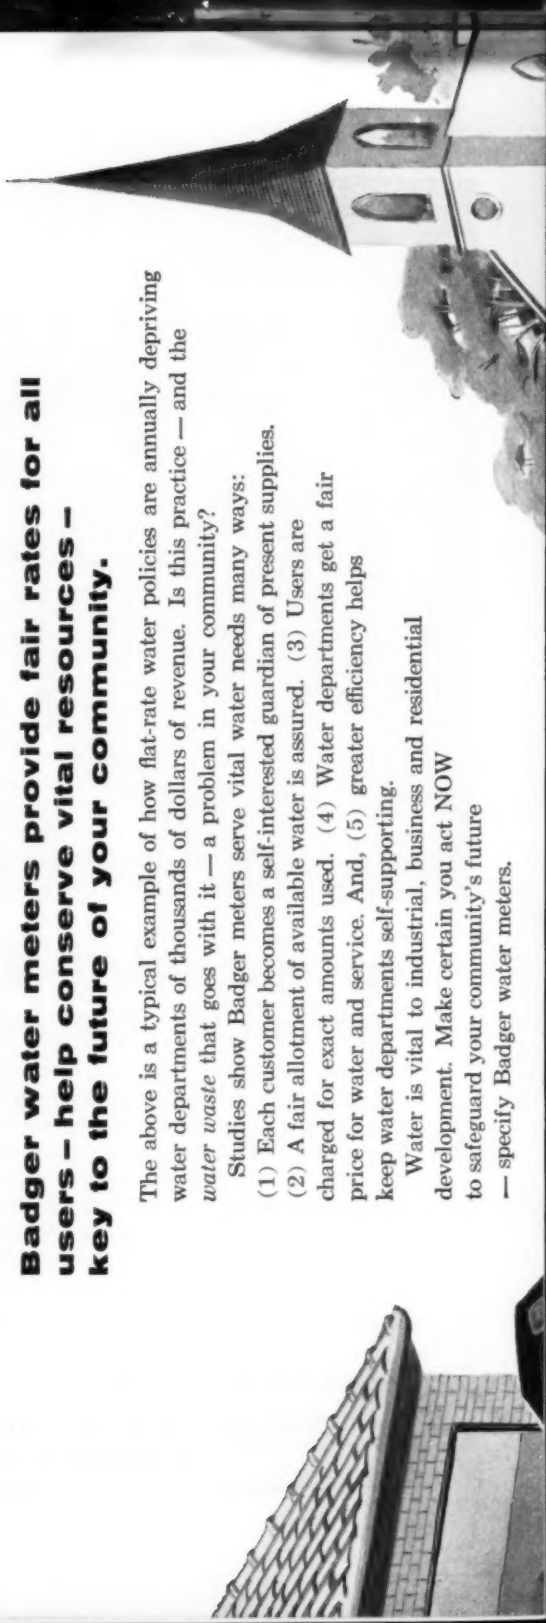 Badger water meters provide fair rates for all
users – help conserve vital resources –
key to the future of your community.
The above is a typical example of how flat-rate water policies are annually depriving
water departments of thousands of dollars of revenue. Is this practice — and the
water waste that goes with it — a problem in your community?
Studies show Badger meters serve vital water needs many ways:
(1) Each customer becomes a self-interested guardian of present supplies.
(2) A fair allotment of available water is assured. (3) Users are
charged for exact amounts used. (4) Water departments get a fair
price for water and service. And, (5) greater efficiency helps
keep water departments self-supporting.
Water is vital to industrial, business and residential
development. Make certain you act NOW
to safeguard your community's future
— specify Badger water meters.